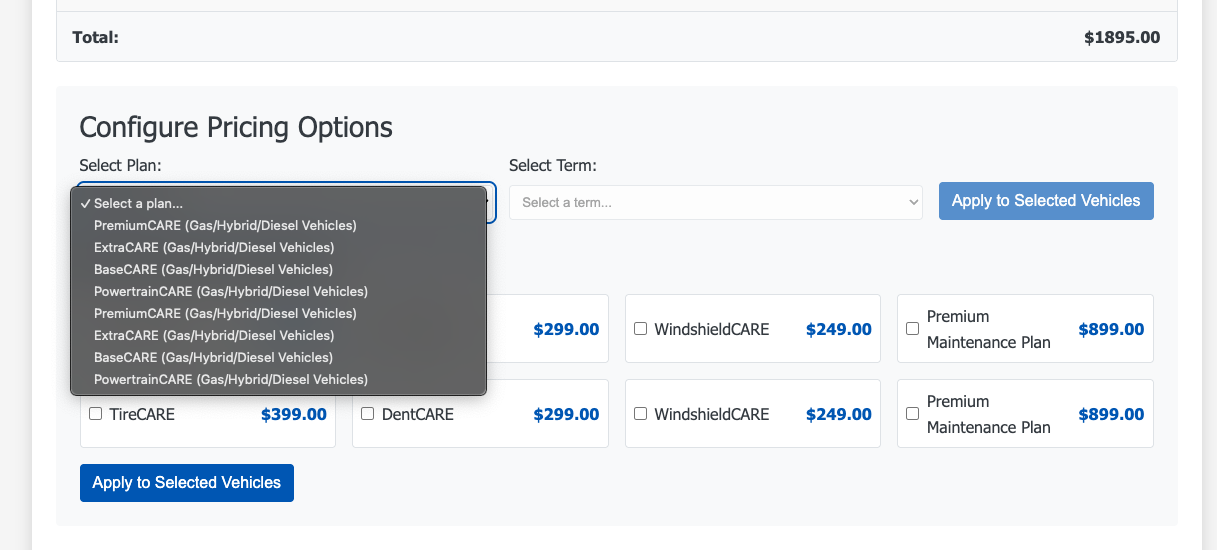 Total: $1895.00
Configure Pricing Options
Select Plan: Select Term:
✓ Select a plan...
PremiumCARE (Gas/Hybrid/Diesel Vehicles)
ExtraCARE (Gas/Hybrid/Diesel Vehicles)
BaseCARE (Gas/Hybrid/Diesel Vehicles)
PowertrainCARE (Gas/Hybrid/Diesel Vehicles)
PremiumCARE (Gas/Hybrid/Diesel Vehicles)
ExtraCARE (Gas/Hybrid/Diesel Vehicles)
BaseCARE (Gas/Hybrid/Diesel Vehicles)
PowertrainCARE (Gas/Hybrid/Diesel Vehicles)
Select a term...
Apply to Selected Vehicles
$299.00
WindshieldCARE $249.00
Premium
Maintenance Plan $899.00
TireCARE $399.00
DentCARE $299.00
WindshieldCARE $249.00
Premium
Maintenance Plan $899.00
Apply to Selected Vehicles